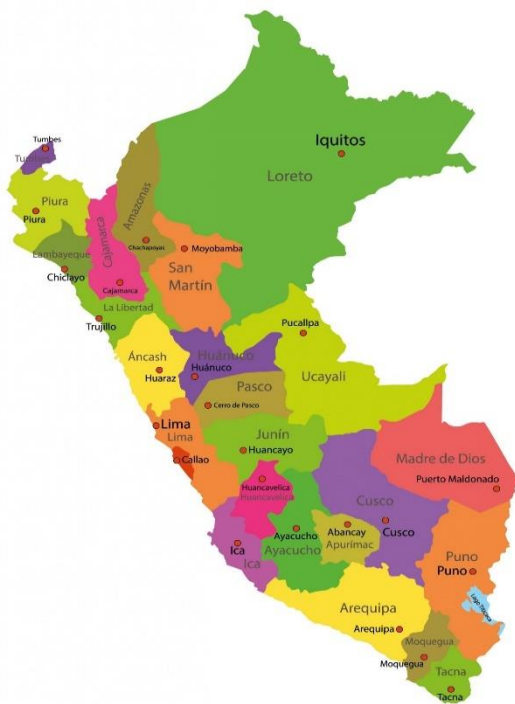 Tumbes
Tumbes
Piura
Piura
Lambayeque
Chiclayo
Cajamarca
Cajamarca
Amazonas
Chachapoyas
Iquitos
Loreto
Moyobamba
San
Martín
La Libertad
Trujillo
Áncash
Huaraz
Huánuco
Huánuco
Pucallpa
Ucayali
Pasco
Cerro de Pasco
Lima
Lima
Callao
Junín
Huancayo
Madre de Dios
Puerto Maldonado
Huancavelica
Huancavelica
Cusco
Cusco
Ica
Ica
Ayacucho
Ayacucho
Abancay
Apurímac
Puno
Puno
Lago Titicaca
Arequipa
Arequipa
Moquegua
Moquegua
Tacna
Tacna